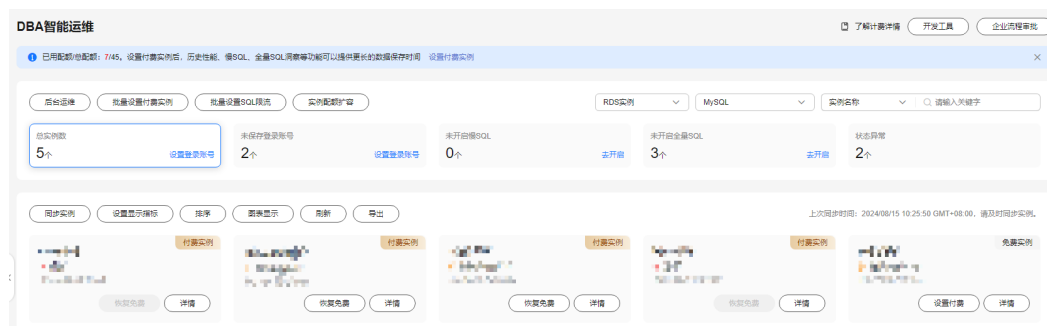 DBA智能运维
了解计费详情 开发工具 企业流程审批
已用配额/总配额：7/45。设置付费实例后，历史性能、慢SQL、全量SQL洞察等功能可以提供更长的数据保存时间 设置付费实例
后台运维 批量设置付费实例 批量设置SQL限流 实例配额扩容 RDS实例 MySQL 实例名称 请输入关键字
总实例数 未保存登录账号 未开启慢SQL 未开启全量SQL 状态异常
5个 设置登录账号 2个 设置登录账号 0个 去开启 3个 去开启 2个
同步实例 设置显示指标 排序 图表显示 刷新 导出 上次同步时间：2024/08/15 10:25:50 GMT+08:00，请及时同步实例。
付费实例 付费实例 付费实例 付费实例 免费实例
恢复免费 详情 恢复免费 详情 恢复免费 详情 恢复免费 详情 设置付费 详情